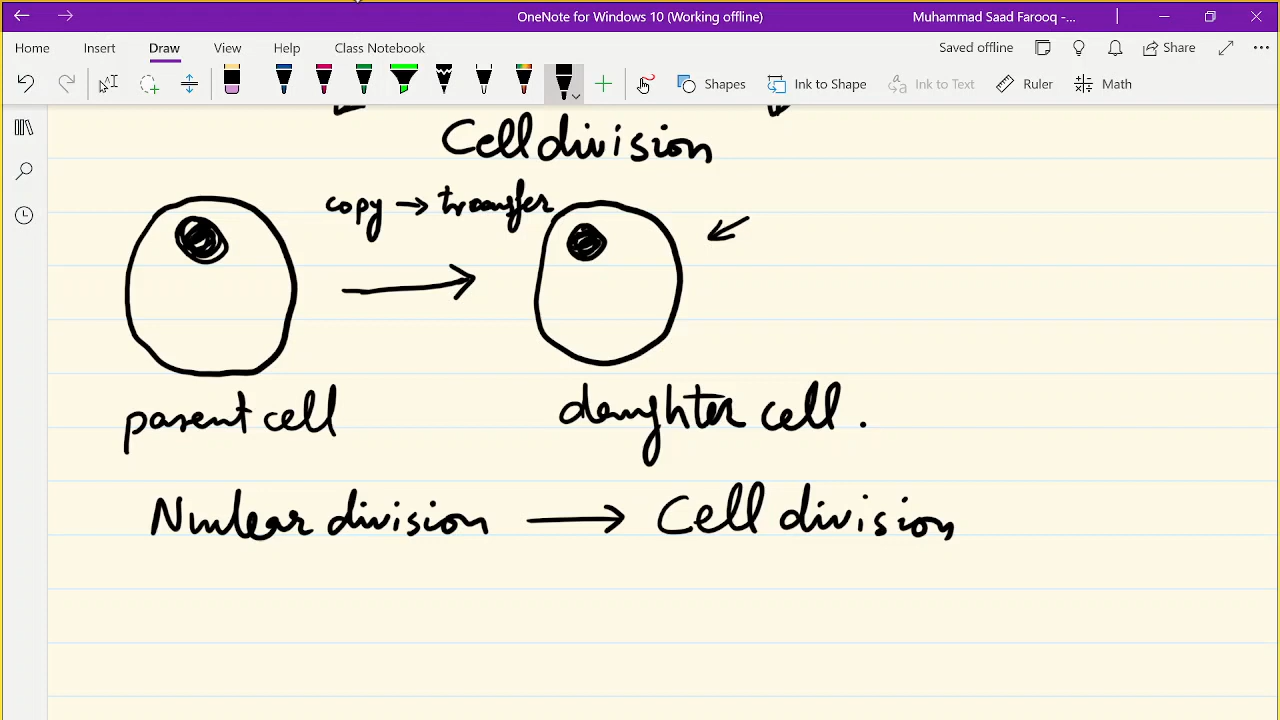 OneNote for Windows 10 (Working offline)
Muhammad Saad Farooq -...
Home Insert Draw View Help Class Notebook
Saved offline Share
Shapes Ink to Shape Ink to Text Ruler Math
Cell division
copy → transfer
parent cell
daughter cell .
Nuclear division → Cell division